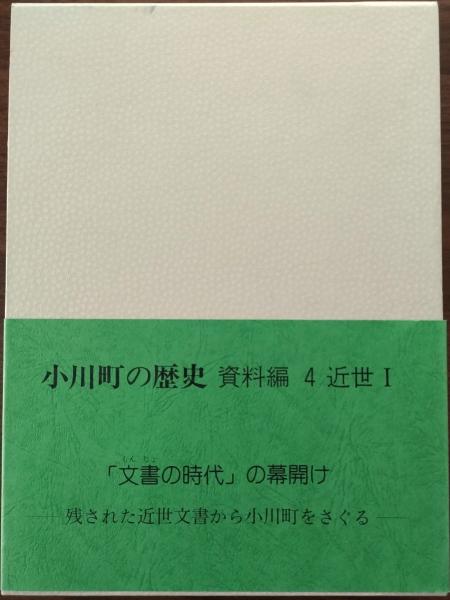 小川町の歴史 資料編 4 近世 I
もん じょ
「文書の時代」の幕開け
── 残された近世文書から小川町をさぐる ──